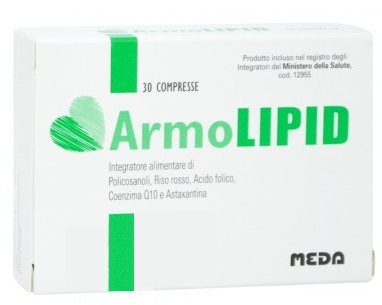 Prodotto incluso nel registro degli
Integratori del Ministero della Salute,
cod. 12955
30 COMPRESSE
ArmoLIPID
Integratore alimentare di
Policosanoli, Riso rosso, Acido folico,
Coenzima Q10 e Astaxantina
MEDA